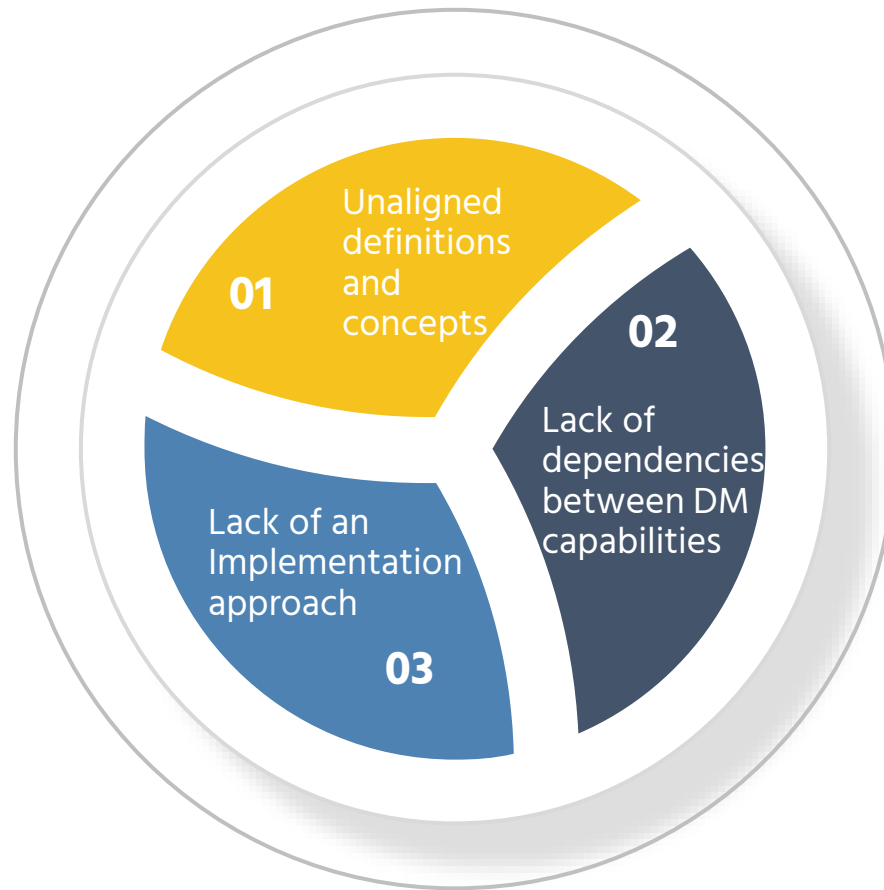 01
Unaligned
definitions
and
concepts
02
Lack of
dependencies
between DM
capabilities
Lack of an
Implementation
approach
03